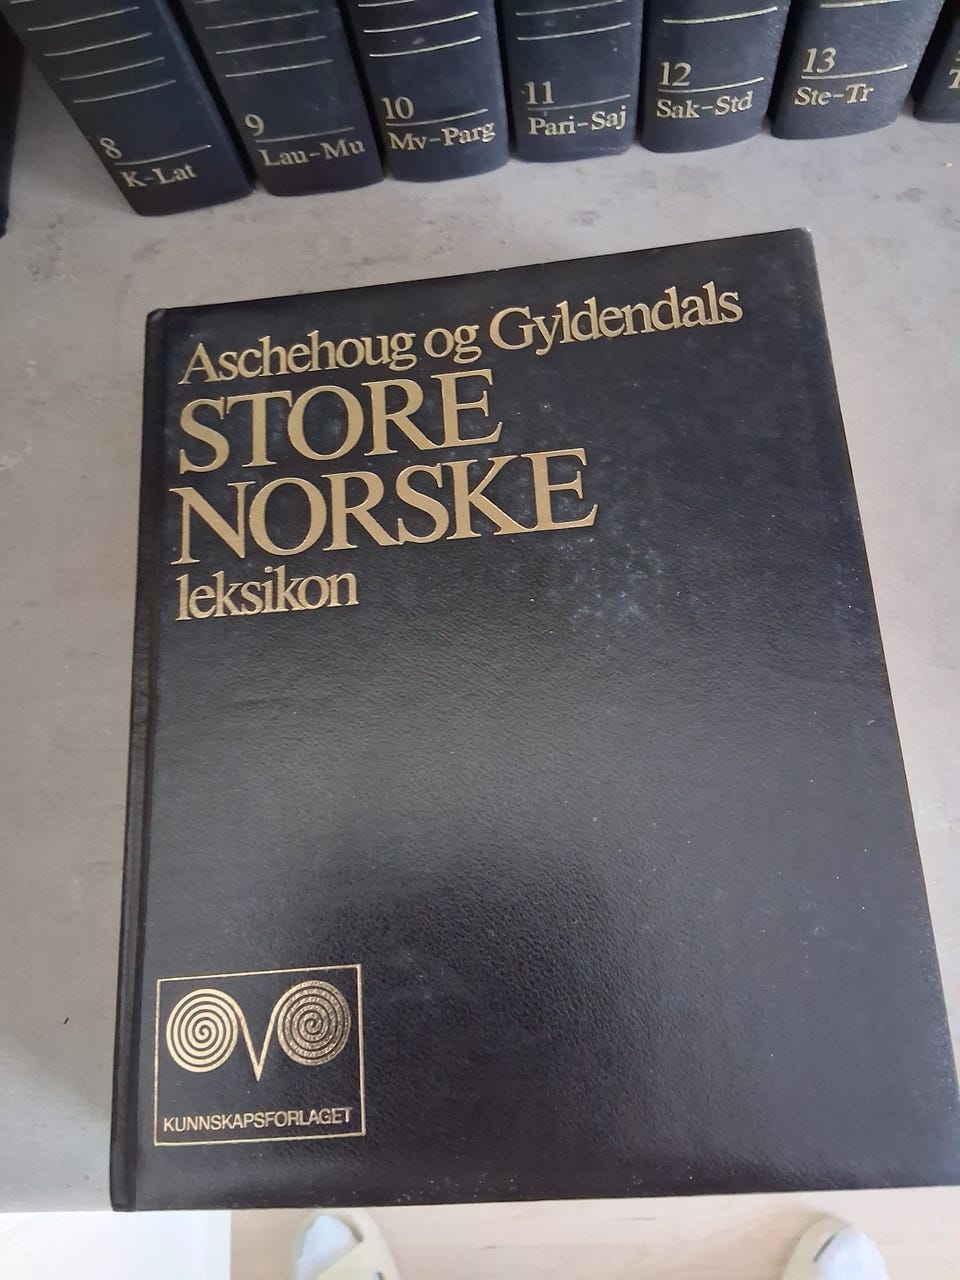 8
K-Lat
9
Lau-Mu
10
Mv-Parg
11
Pari-Saj
12
Sak-Std
13
Ste-Tr
Aschehoug og Gyldendals
STORE
NORSKE
leksikon
KUNNSKAPSFORLAGET